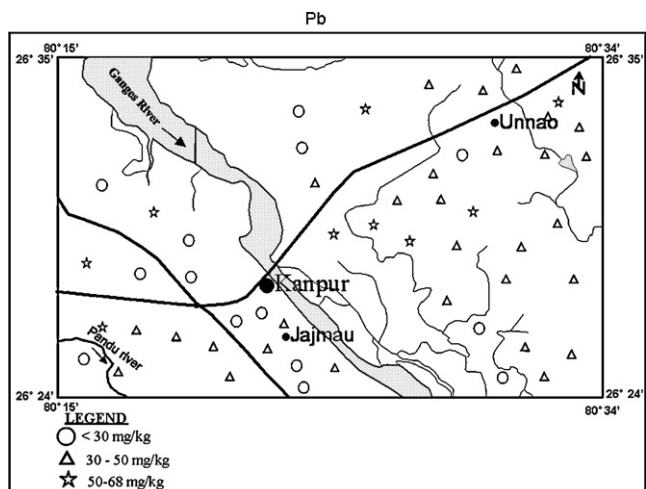 Pb
80° 15' 80° 34'
26° 35' 26° 35'
N
Ganges River
Unnao
Kanpur
Jajmau
Pandu river
26° 24' 26° 24'
80° 15' 80° 34'
LEGEND
< 30 mg/kg
30 - 50 mg/kg
50-68 mg/kg